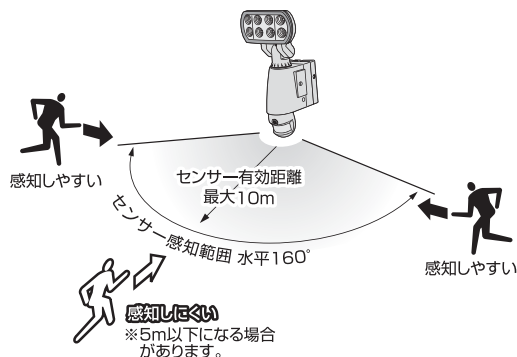 感知しやすい
センサー有効距離
最大10m
センサー感知範囲 水平160°
感知しやすい
感知しにくい
※5m以下になる場合
があります。